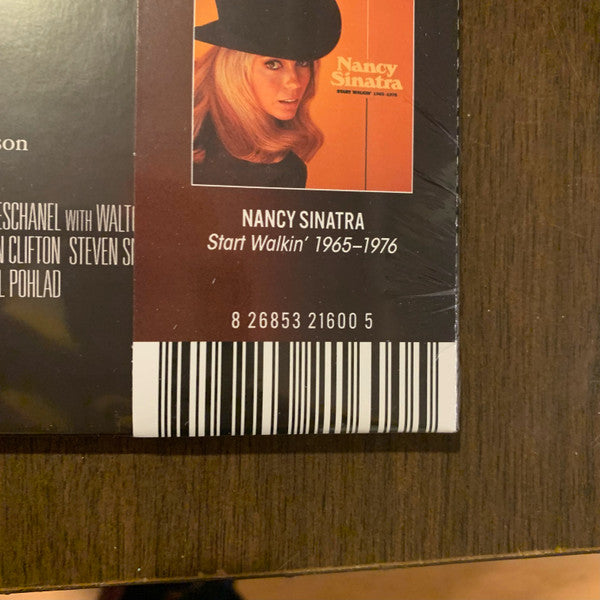 Nancy
Sinatra
START WALKIN' 1965-1976
son
ESCHANEL WITH WALTO
N CLIFTON STEVEN S
L POHLAD
NANCY SINATRA
Start Walkin' 1965–1976
8 26853 21600 5